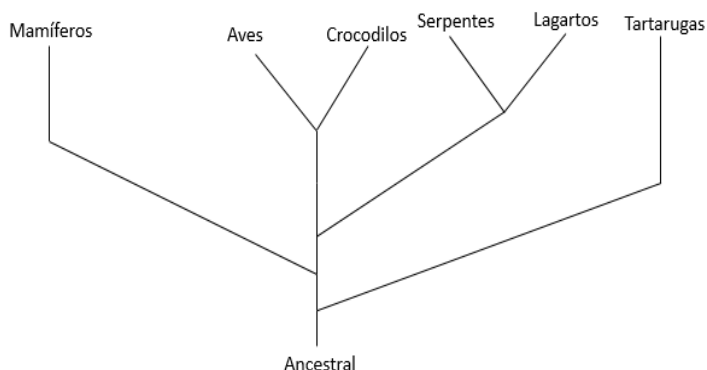 Mamíferos
Aves
Crocodilos
Serpentes
Lagartos
Tartarugas
Ancestral